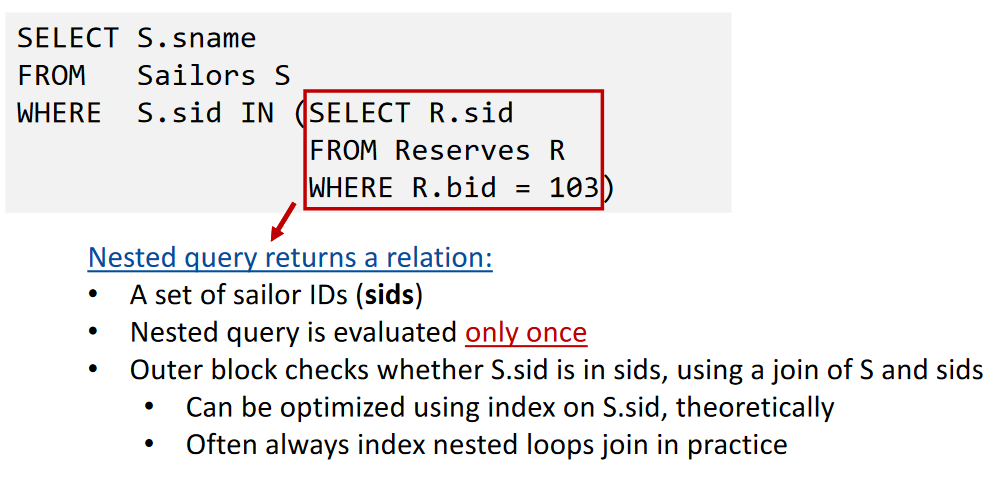 SELECT S.sname
FROM Sailors S
WHERE S.sid IN (SELECT R.sid
FROM Reserves R
WHERE R.bid = 103)
Nested query returns a relation:
• A set of sailor IDs (sids)
• Nested query is evaluated only once
• Outer block checks whether S.sid is in sids, using a join of S and sids
• Can be optimized using index on S.sid, theoretically
• Often always index nested loops join in practice